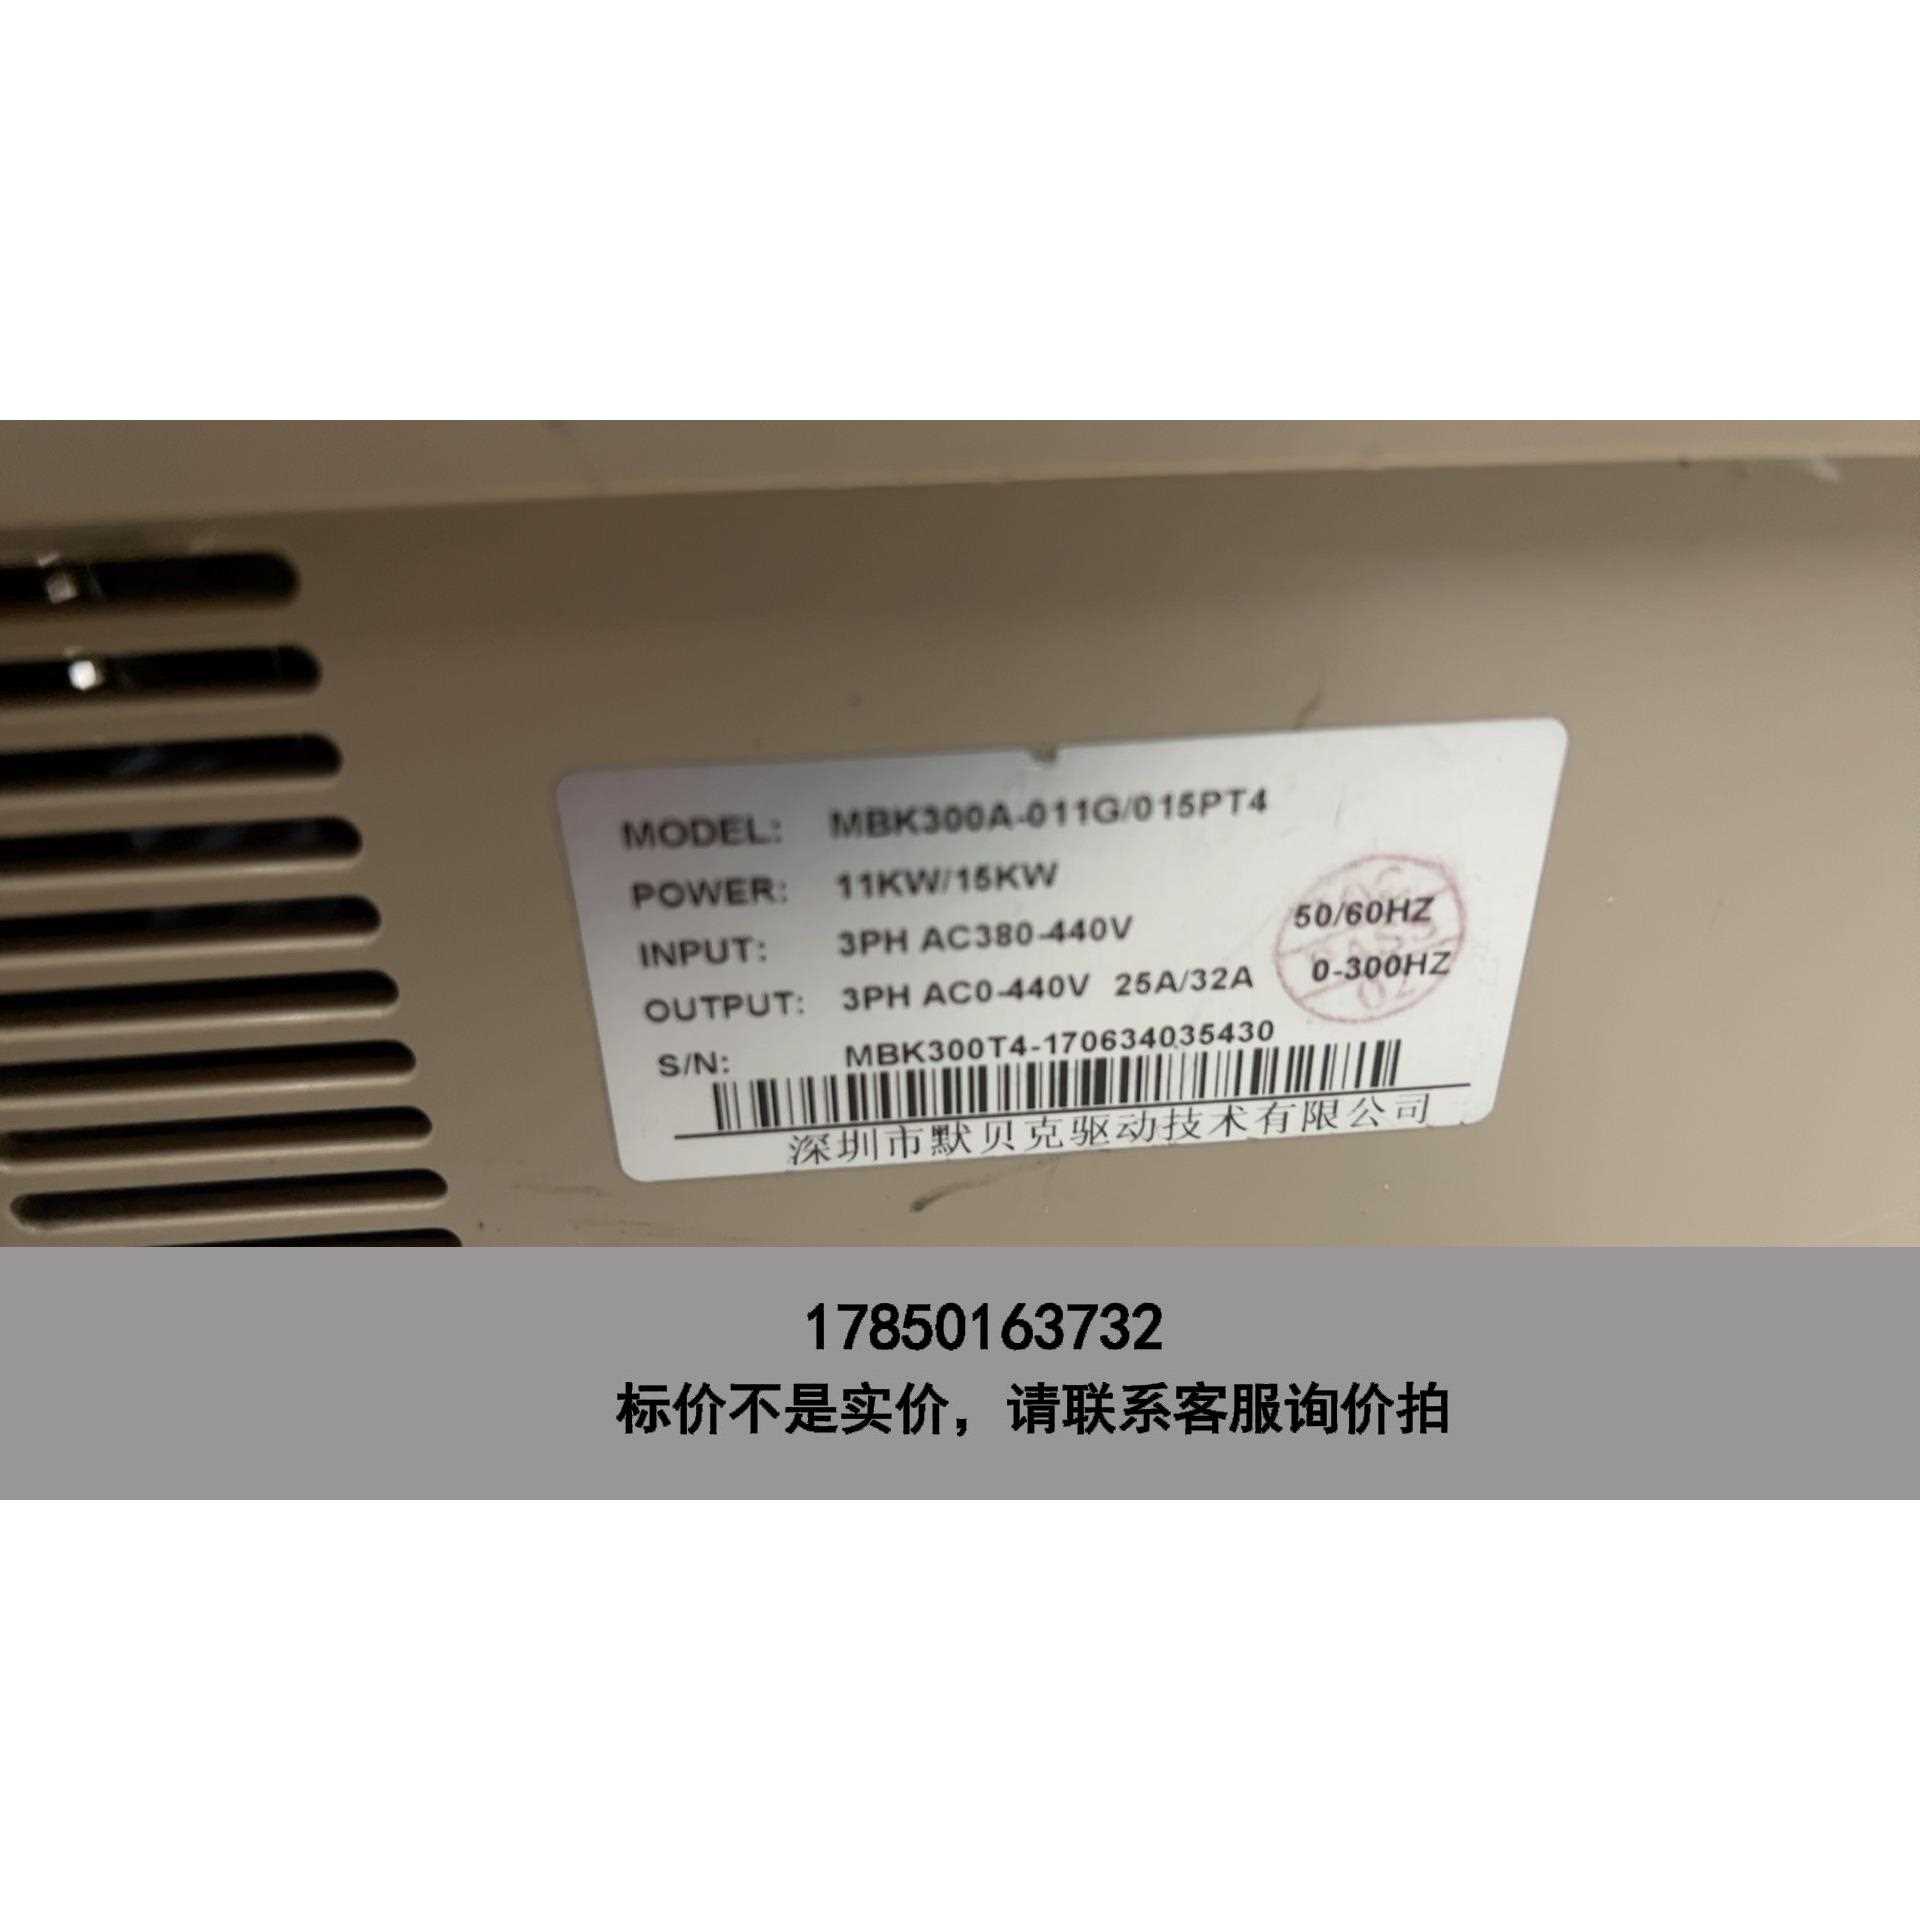 MODEL: MBK300A-011G/015PT4
POWER: 11KW/15KW
INPUT: 3PH AC380-440V 50/60HZ
OUTPUT: 3PH AC0-440V 25A/32A 0-300HZ
S/N: MBK300T4-170634035430
深圳市默贝克驱动技术有限公司
17850163732
标价不是实价，请联系客服询价拍